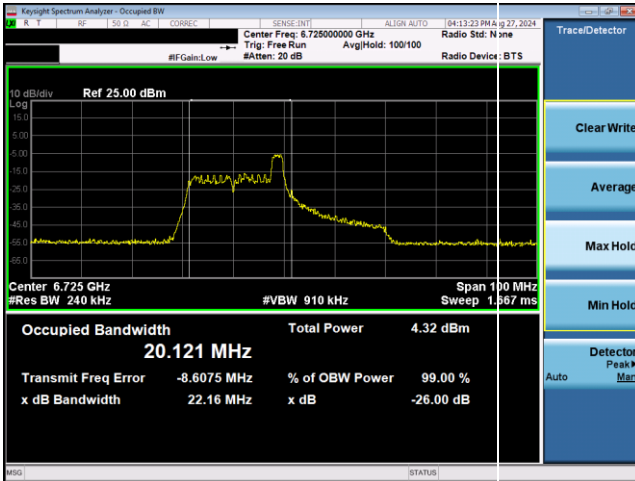 Keysight Spectrum Analyzer - Occupied BW
R T RF 50 Ω AC CORREC SENSE:INT ALIGN AUTO 04:13:23 PM Aug 27, 2024
Center Freq: 6.725000000 GHz Radio Std: None
Trig: Free Run Avg|Hold: 100/100
#IFGain:Low #Atten: 20 dB Radio Device: BTS
Trace/Detector
10 dB/div Ref 25.00 dBm
Log
15.0
5.00
-5.00
-15.0
-25.0
-35.0
-45.0
-55.0
-65.0
Center 6.725 GHz Span 100 MHz
#Res BW 240 kHz #VBW 910 kHz Sweep 1.667 ms
Occupied Bandwidth Total Power 4.32 dBm
20.121 MHz
Transmit Freq Error -8.6075 MHz % of OBW Power 99.00 %
x dB Bandwidth 22.16 MHz x dB -26.00 dB
Clear Write
Average
Max Hold
Min Hold
Detector
Peak
Auto Man
MSG STATUS